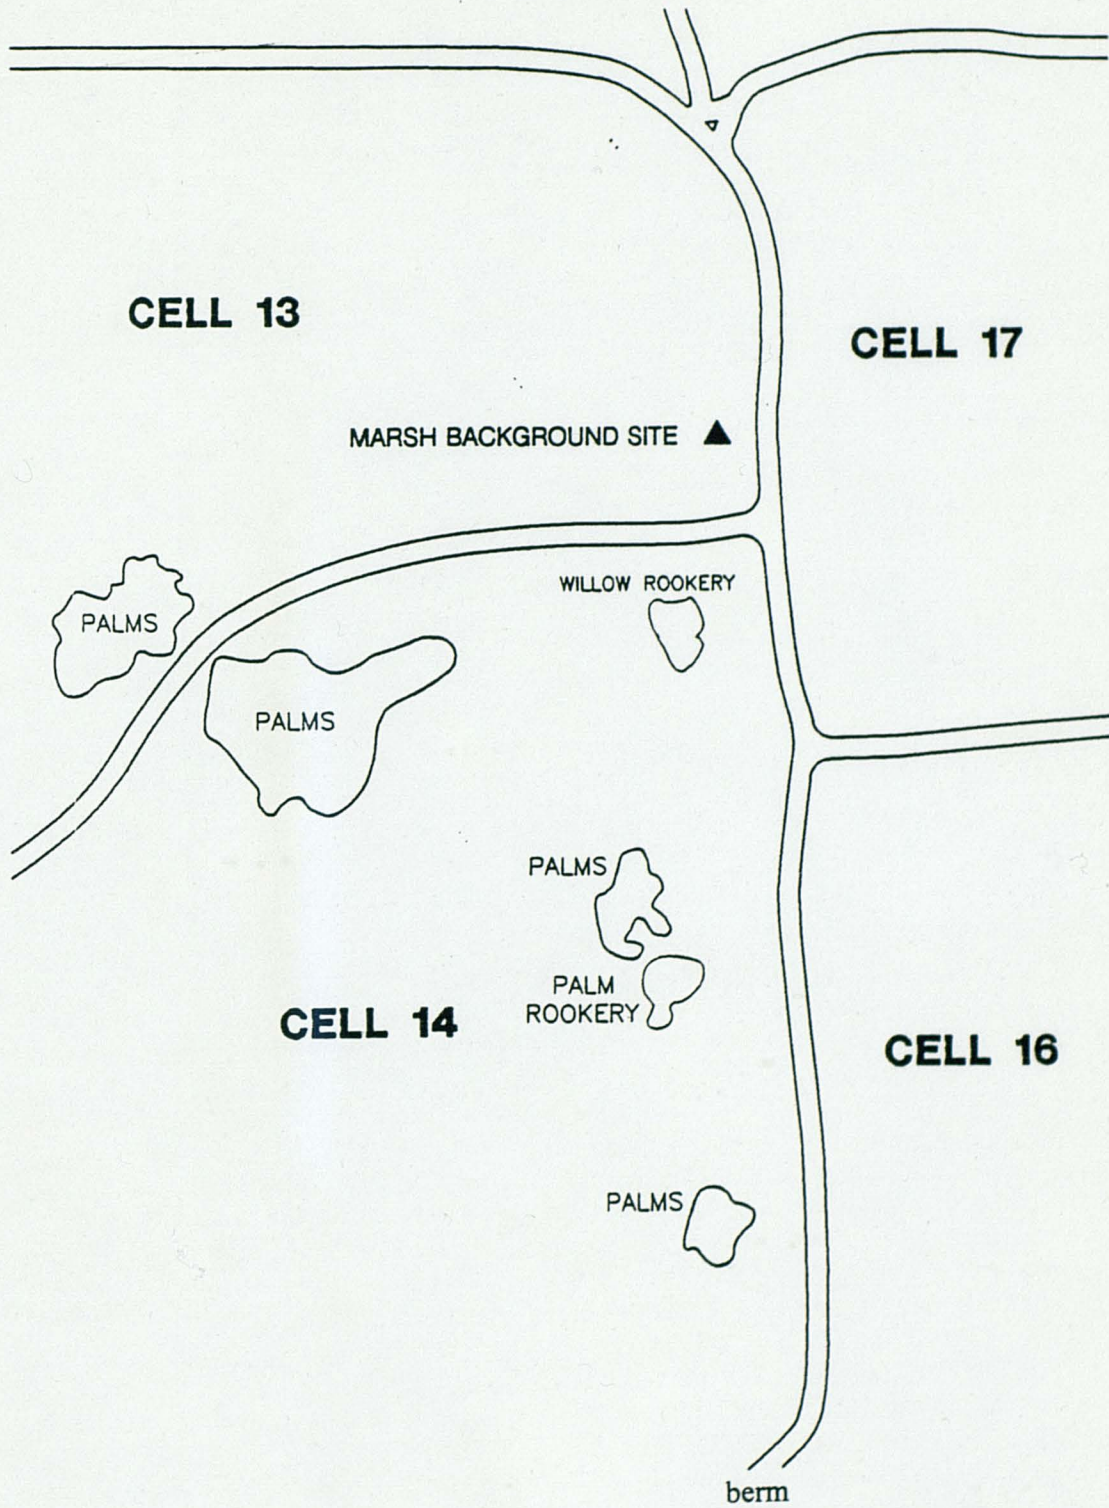 CELL 13
CELL 17
MARSH BACKGROUND SITE
WILLOW ROOKERY
PALMS
PALMS
PALMS
PALM
ROOKERY
CELL 14
CELL 16
PALMS
berm